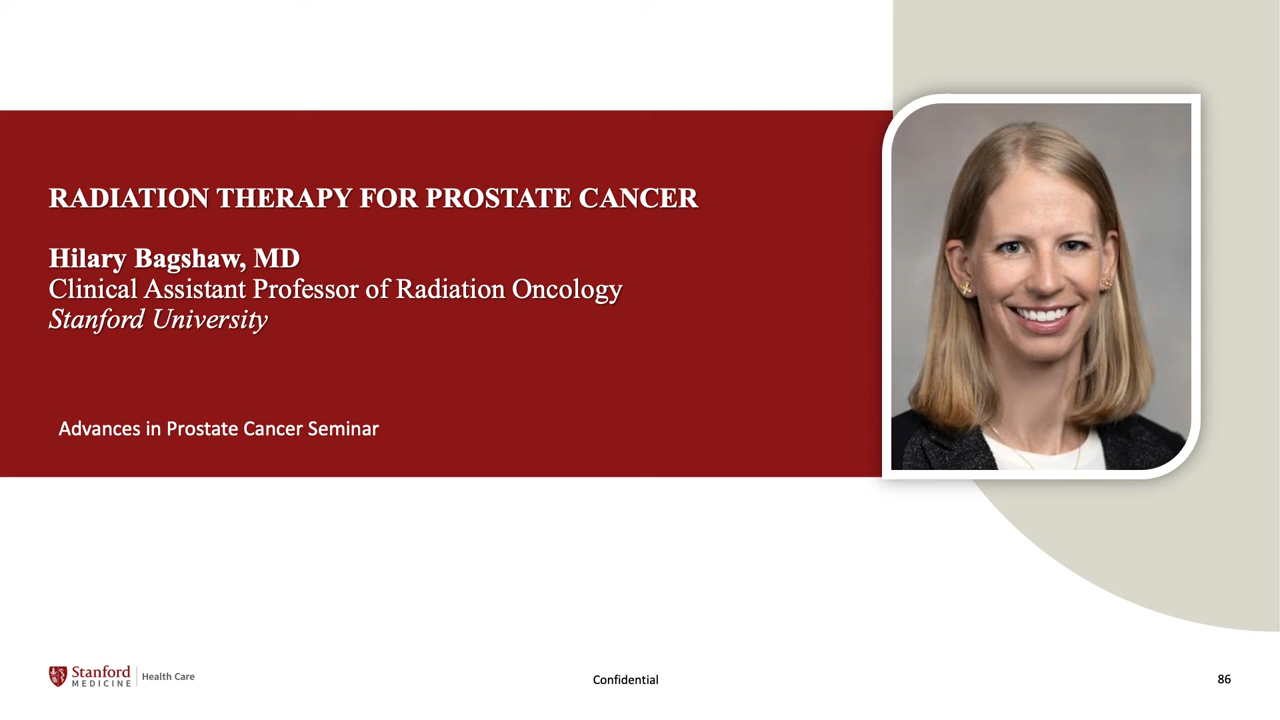 RADIATION THERAPY FOR PROSTATE CANCER
Hilary Bagshaw, MD
Clinical Assistant Professor of Radiation Oncology
Stanford University
Advances in Prostate Cancer Seminar
Stanford
MEDICINE
Health Care
Confidential
86